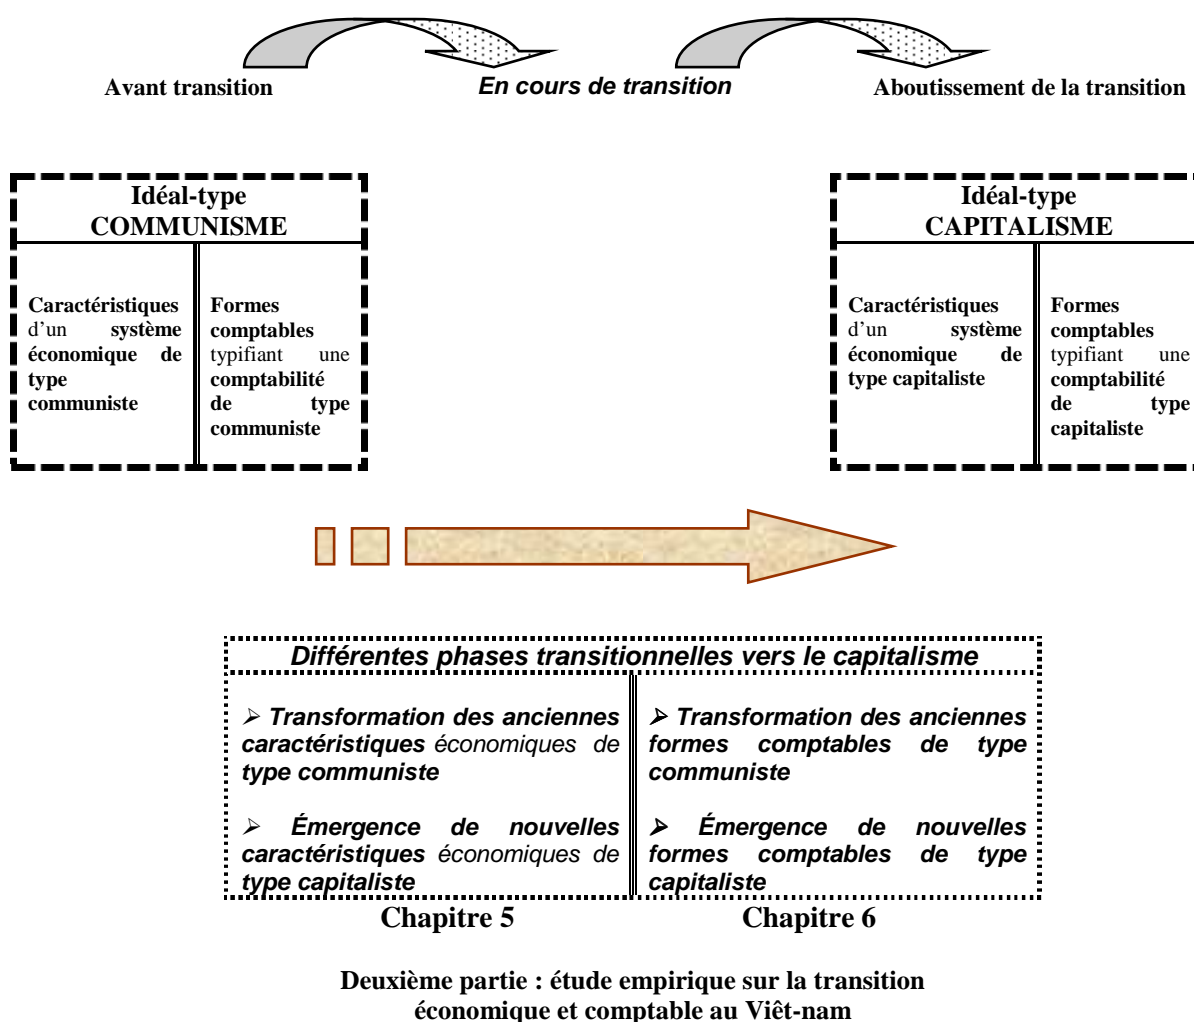 Avant transition
En cours de transition
Aboutissement de la transition
Idéal-type
COMMUNISME
Caractéristiques
d'un système
économique de
type
communiste
Formes
comptables
typifiant une
comptabilité
de type
communiste
Idéal-type
CAPITALISME
Caractéristiques
d'un système
économique de
type capitaliste
Formes
comptables
typifiant une
comptabilité
de type
capitaliste
Différentes phases transitionnelles vers le capitalisme
➢ Transformation des anciennes
caractéristiques économiques de
type communiste
➢ Émergence de nouvelles
caractéristiques économiques de
type capitaliste
➢ Transformation des anciennes
formes comptables de type
communiste
➢ Émergence de nouvelles
formes comptables de type
capitaliste
Chapitre 5
Chapitre 6
Deuxième partie : étude empirique sur la transition
économique et comptable au Viêt-nam